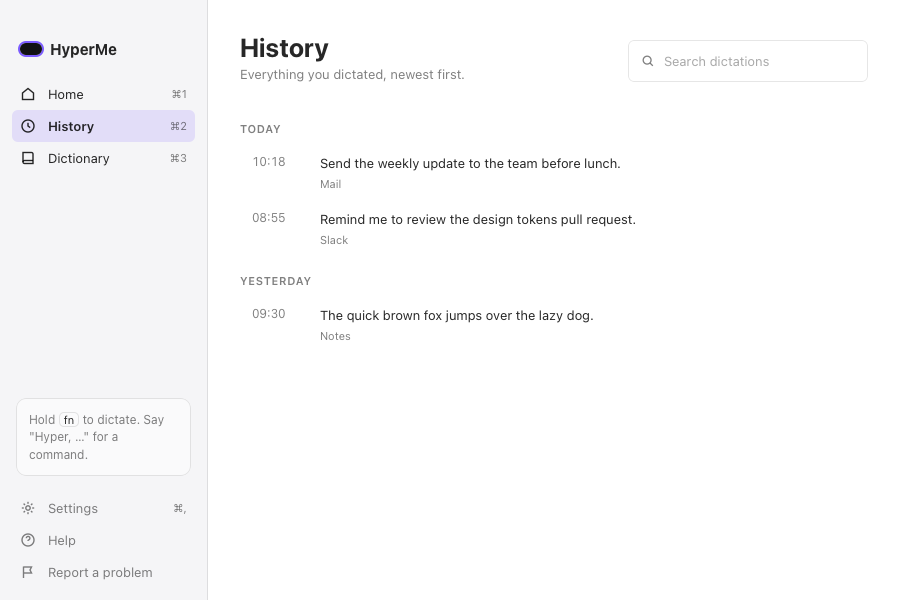 HyperMe
Home ⌘1
History ⌘2
Dictionary ⌘3
Hold fn to dictate. Say
"Hyper, ..." for a
command.
Settings ⌘,
Help
Report a problem
History
Everything you dictated, newest first.
Search dictations
TODAY
10:18 Send the weekly update to the team before lunch.
Mail
08:55 Remind me to review the design tokens pull request.
Slack
YESTERDAY
09:30 The quick brown fox jumps over the lazy dog.
Notes